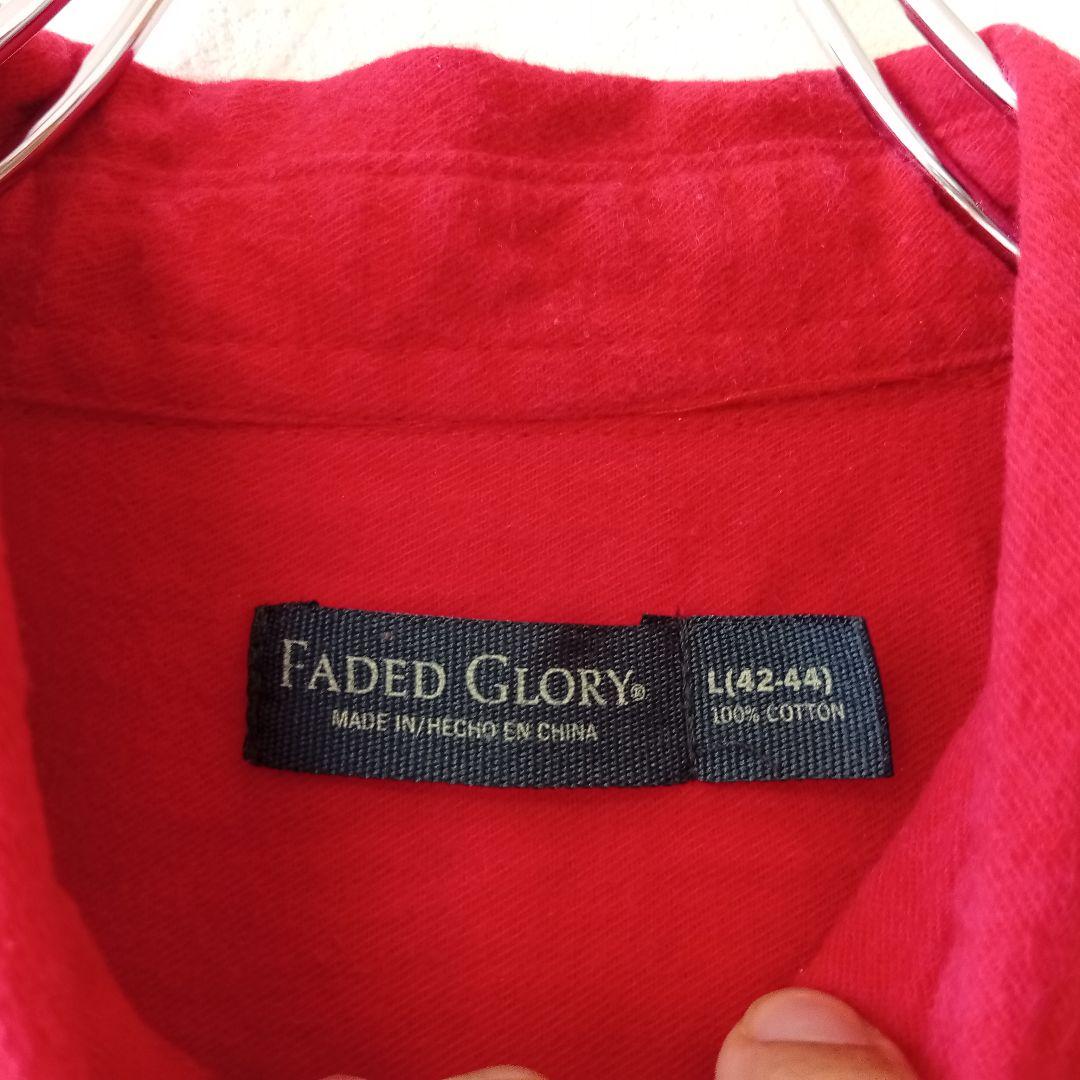 FADED GLORY®
MADE IN/HECHO EN CHINA
L(42-44)
100% COTTON